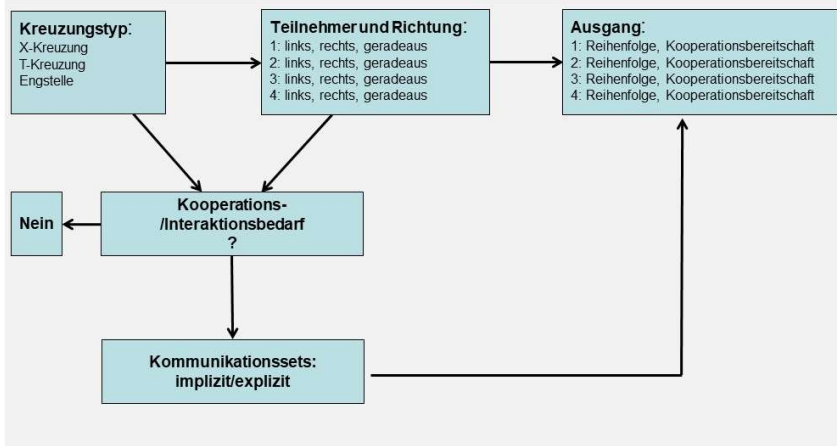 Kreuzungstyp:
X-Kreuzung
T-Kreuzung
Engstelle
Teilnehmer und Richtung:
1: links, rechts, geradeaus
2: links, rechts, geradeaus
3: links, rechts, geradeaus
4: links, rechts, geradeaus
Ausgang:
1: Reihenfolge, Kooperationsbereitschaft
2: Reihenfolge, Kooperationsbereitschaft
3: Reihenfolge, Kooperationsbereitschaft
4: Reihenfolge, Kooperationsbereitschaft
Nein
Kooperations-
/Interaktionsbedarf
?
Kommunikationssets:
implizit/explizit